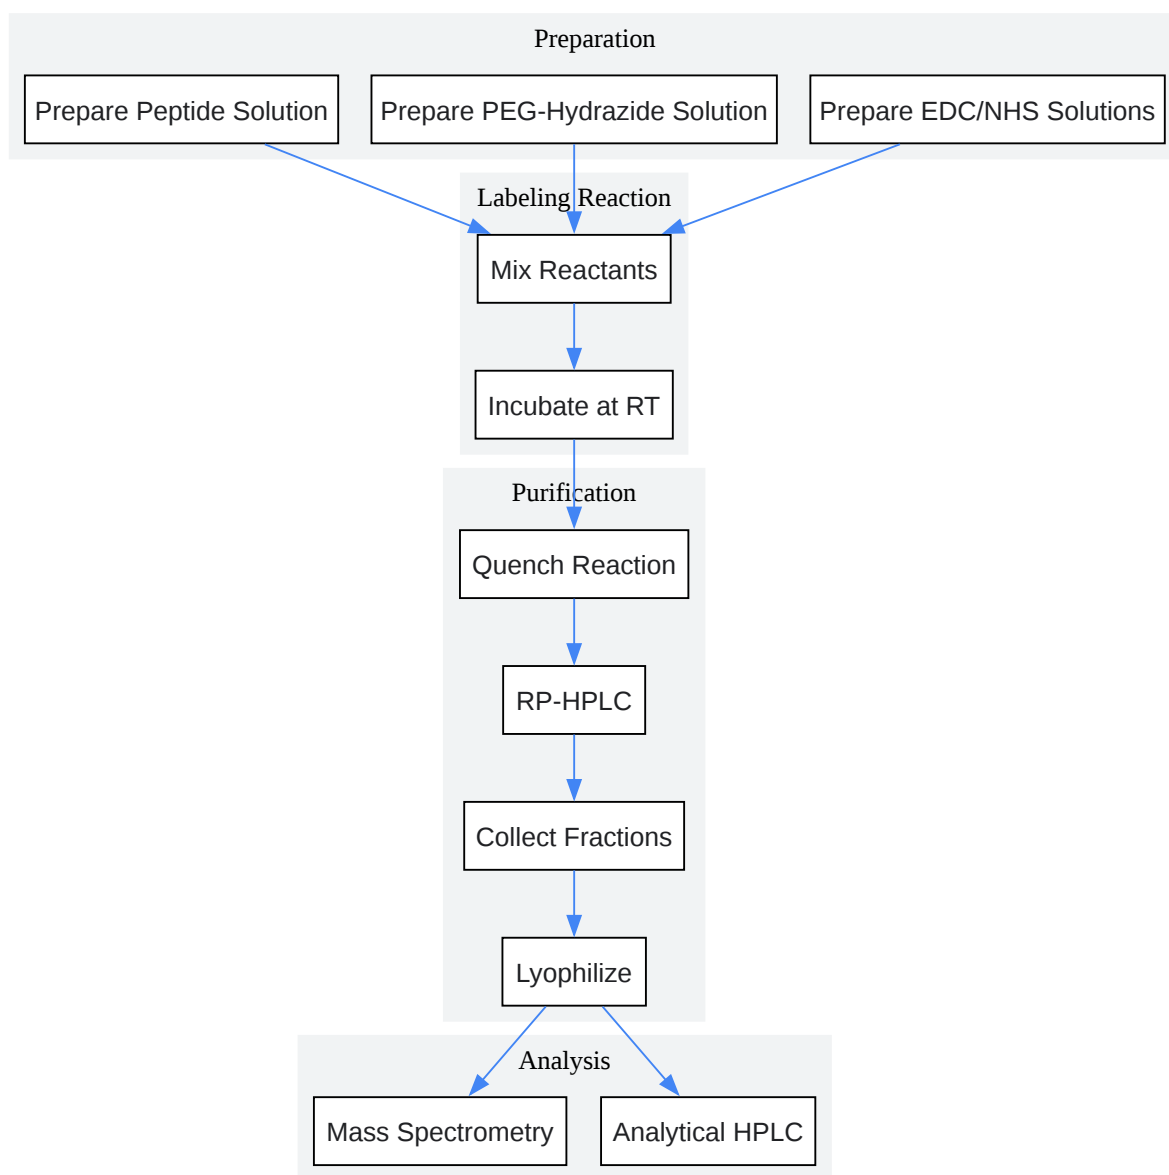 Preparation
Prepare Peptide Solution
Prepare PEG-Hydrazide Solution
Prepare EDC/NHS Solutions
Labeling Reaction
Mix Reactants
Incubate at RT
Purification
Quench Reaction
RP-HPLC
Collect Fractions
Lyophilize
Analysis
Mass Spectrometry
Analytical HPLC